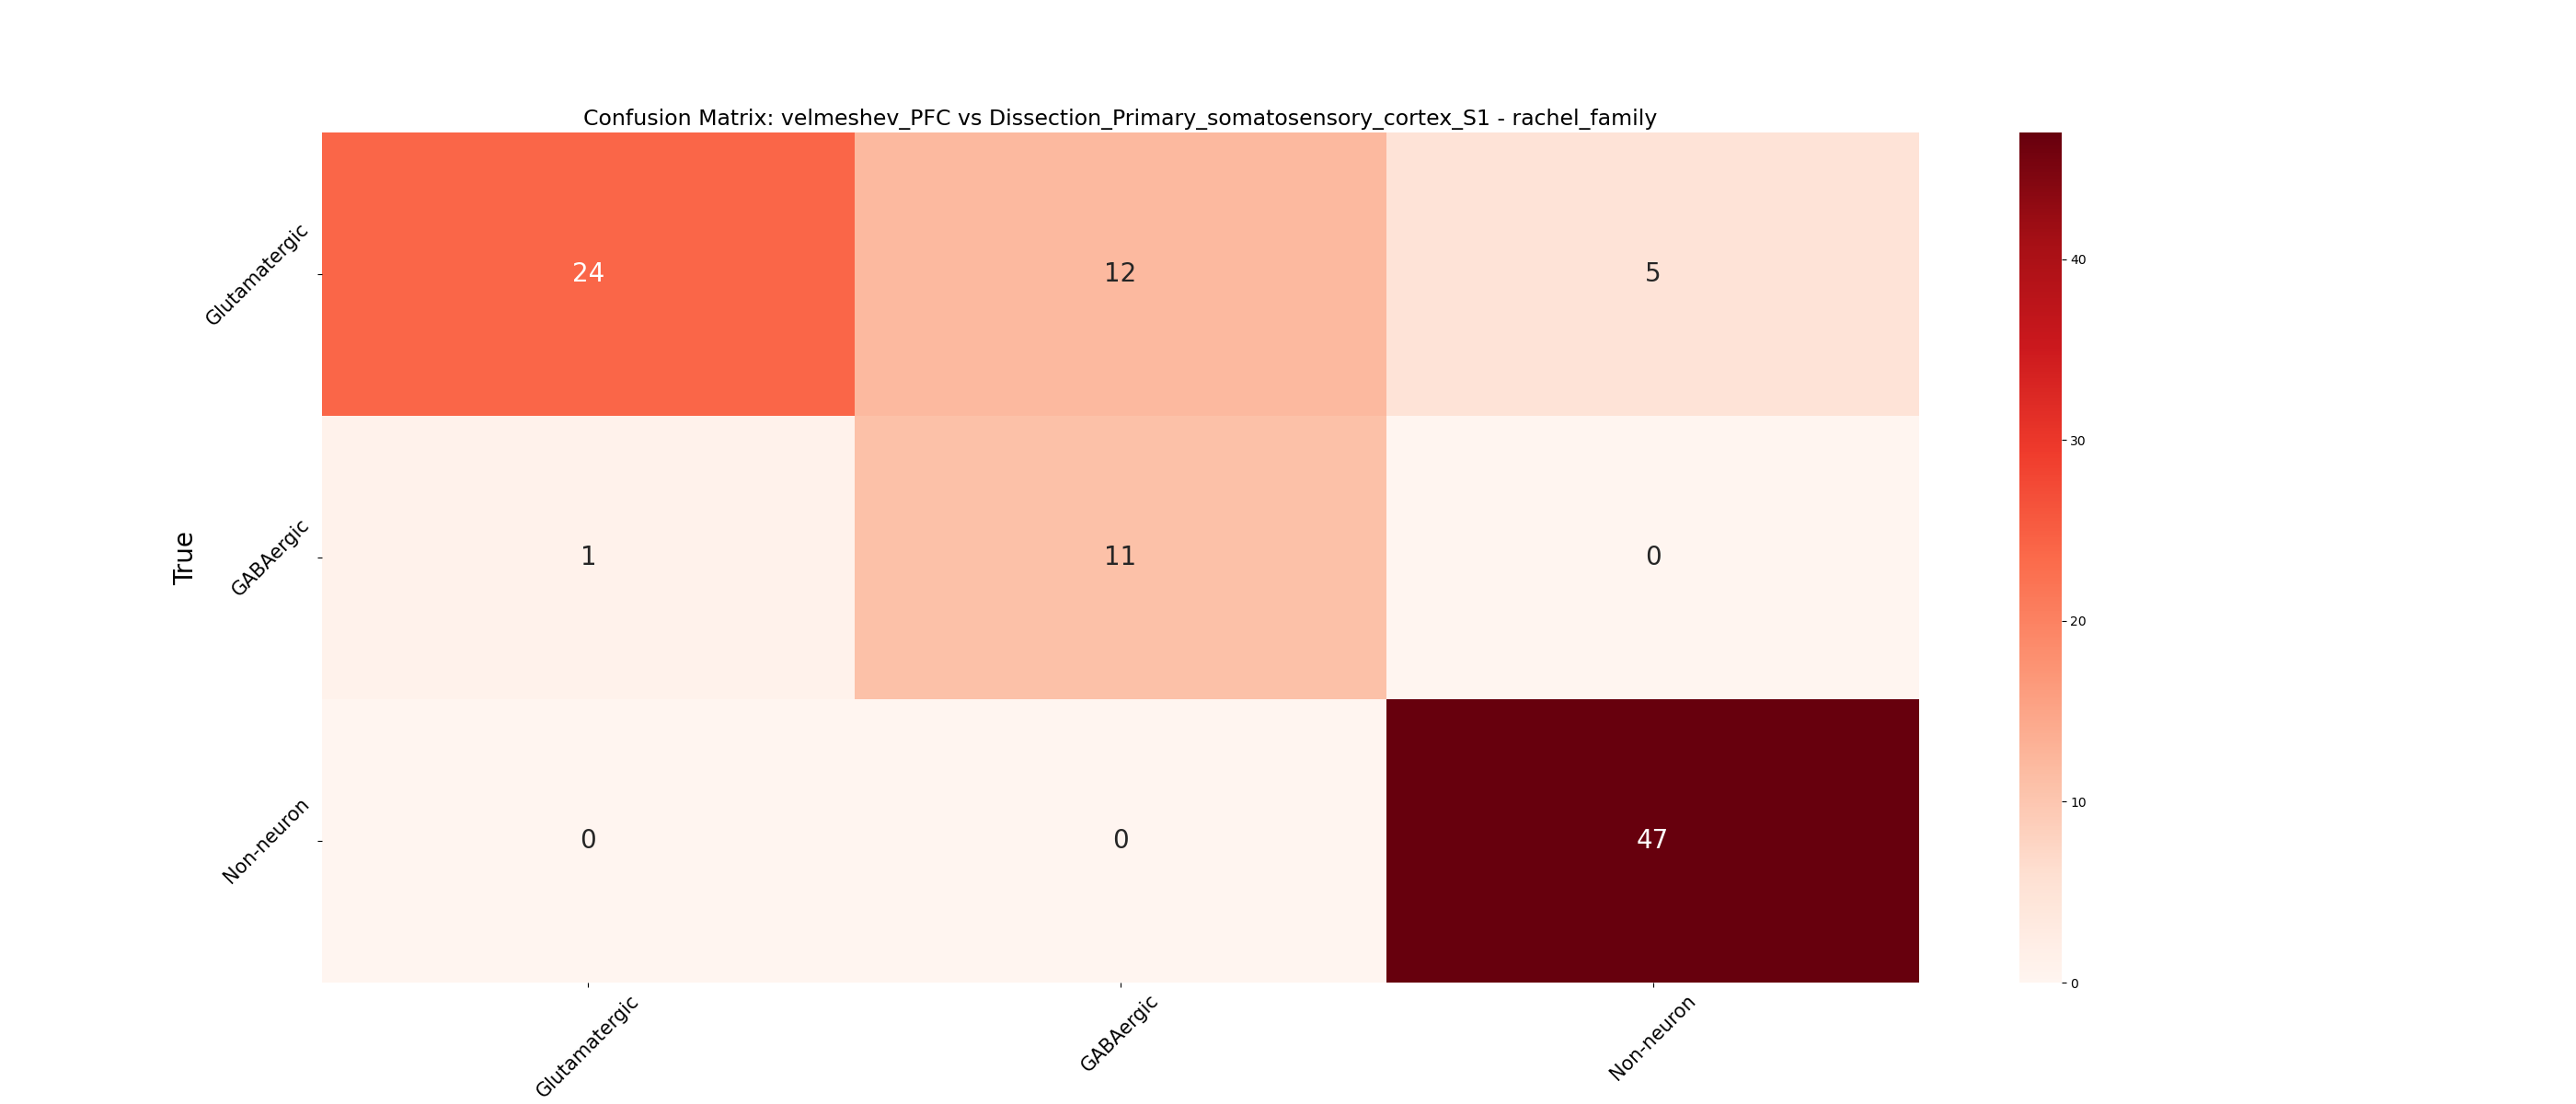 Confusion Matrix: velmeshev_PFC vs Dissection_Primary_somatosensory_cortex_S1 - rachel_family
True
Glutamatergic
24
12
5
GABAergic
1
11
0
Non-neuron
0
0
47
Glutamatergic
GABAergic
Non-neuron
40
30
20
10
0